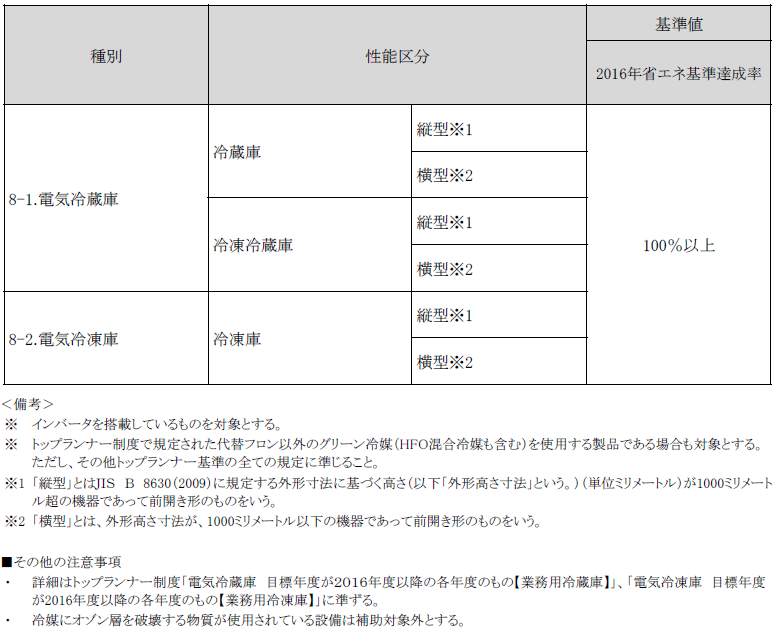 種別
性能区分
基準値
2016年省エネ基準達成率
8-1.電気冷蔵庫
冷蔵庫
縦型※1
横型※2
冷凍冷蔵庫
縦型※1
横型※2
8-2.電気冷凍庫
冷凍庫
縦型※1
横型※2
100%以上
<備考>
※ インバータを搭載しているものを対象とする。
※ トップランナー制度で規定された代替フロン以外のグリーン冷媒(HFO混合冷媒も含む)を使用する製品である場合も対象とする。
ただし、その他トップランナー基準の全ての規定に準じること。
※1 「縦型」とはJIS B 8630(2009)に規定する外形寸法に基づく高さ(以下「外形高さ寸法」という。)(単位ミリメートル)が1000ミリメート
ル超の機器であって前開き形のものをいう。
※2 「横型」とは、外形高さ寸法が、1000ミリメートル以下の機器であって前開き形のものをいう。
■その他の注意事項
・ 詳細はトップランナー制度「電気冷蔵庫 目標年度が2016年度以降の各年度のもの【業務用冷蔵庫】」、「電気冷凍庫 目標年度
が2016年度以降の各年度のもの【業務用冷凍庫】」に準ずる。
・ 冷媒にオゾン層を破壊する物質が使用されている設備は補助対象外とする。